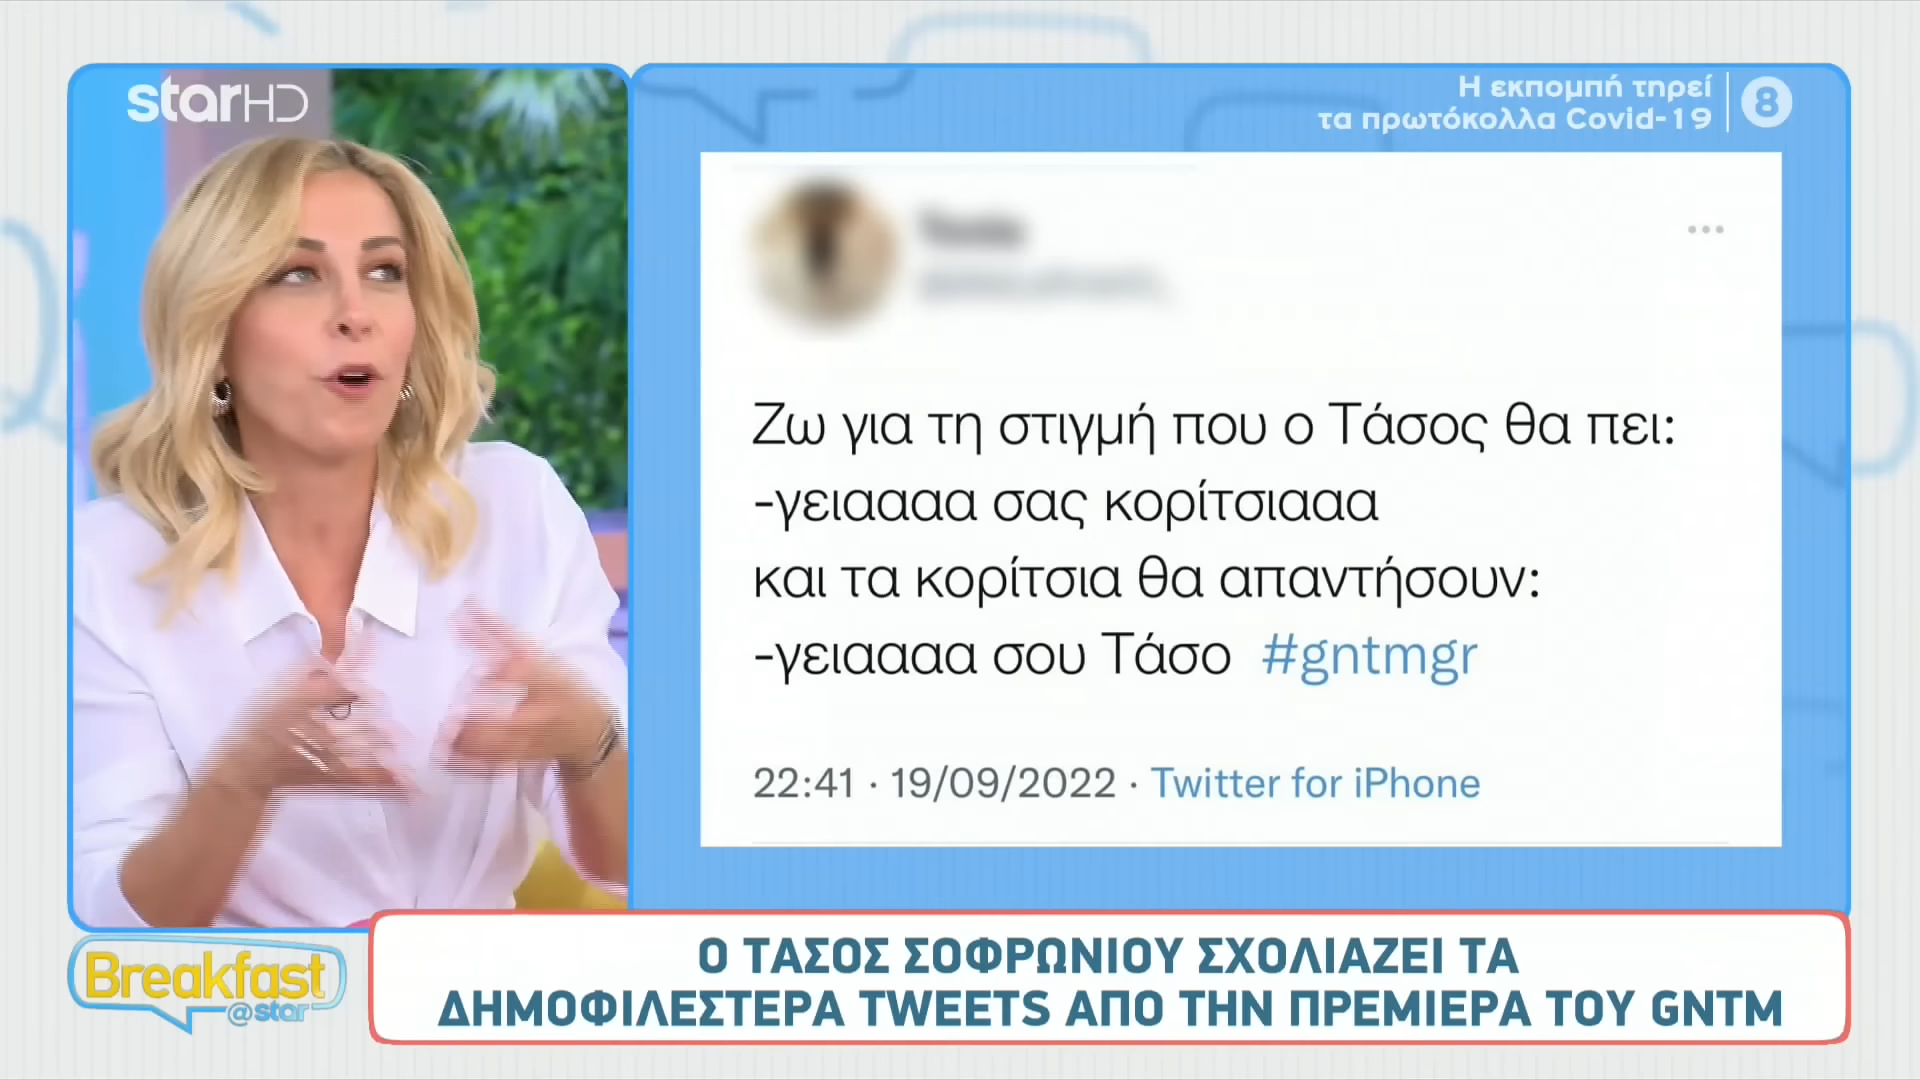 starHD
Η εκπομπή τηρεί
τα πρωτόκολλα Covid-19
8
Ζω για τη στιγμή που ο Τάσος θα πει:
-γειαααα σας κορίτσιααα
και τα κορίτσια θα απαντήσουν:
-γειαααα σου Τάσο #gntmgr
22:41 · 19/09/2022 · Twitter for iPhone
Breakfast
@star
Ο ΤΑΣΟΣ ΣΟΦΡΩΝΙΟΥ ΣΧΟΛΙΑΖΕΙ ΤΑ
ΔΗΜΟΦΙΛΕΣΤΕΡΑ TWEETS ΑΠΟ ΤΗΝ ΠΡΕΜΙΕΡΑ ΤΟΥ GNTM